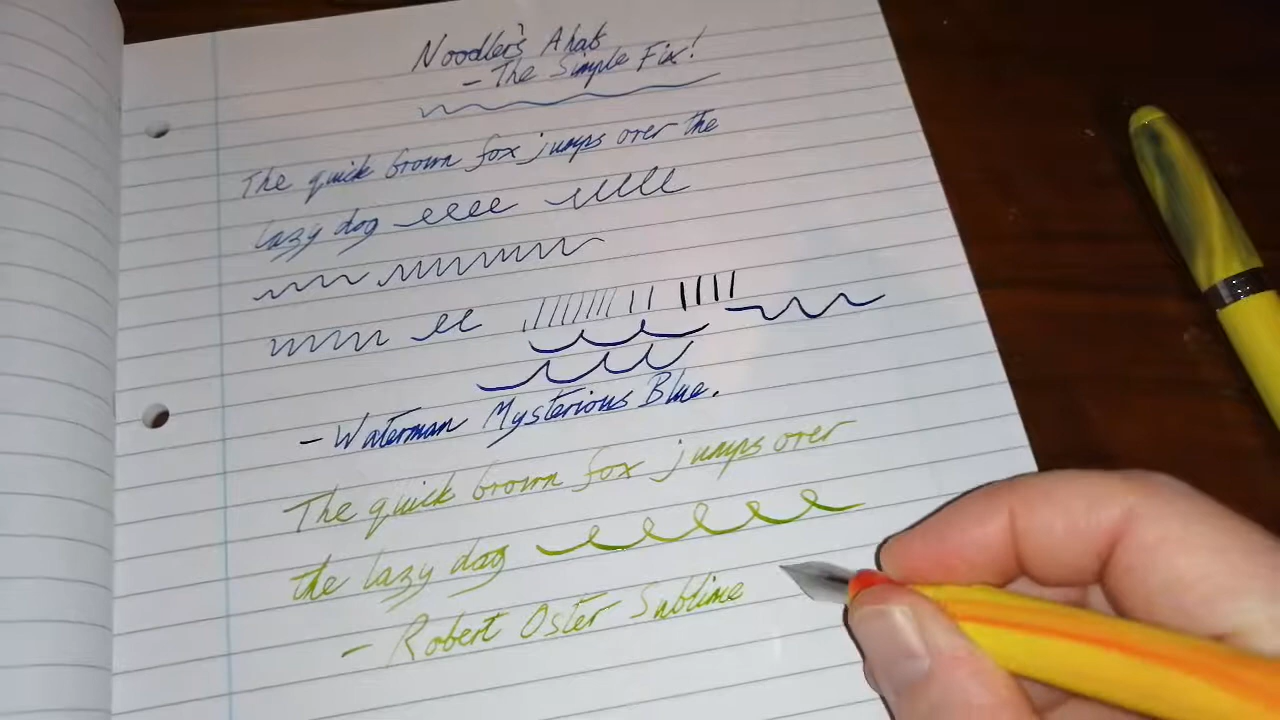 Noodler's Ahab
- The Simple Fix!
The quick brown fox jumps over the
lazy dog
- Waterman Mysterious Blue.
The quick brown fox jumps over
the lazy dog
- Robert Oster Sublime